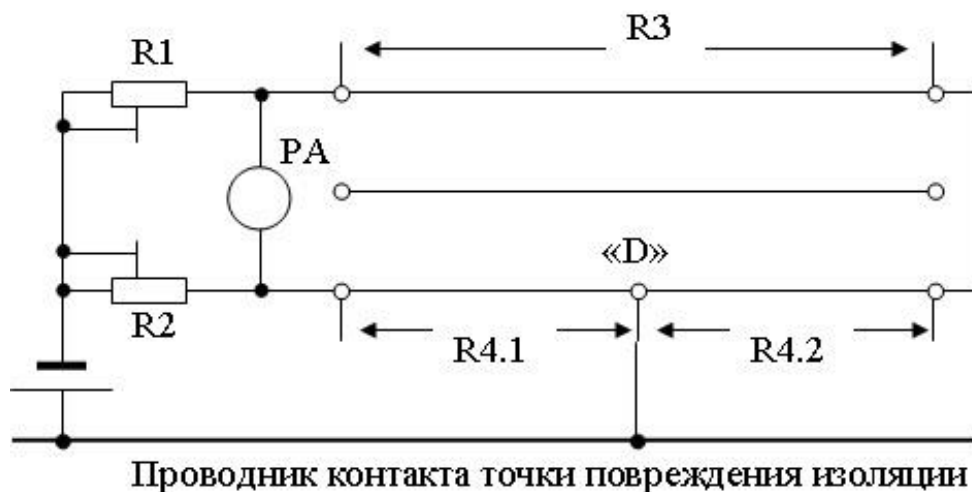 R3
R1
PA
«D»
R2
R4.1
R4.2
Проводник контакта точки повреждения изоляции